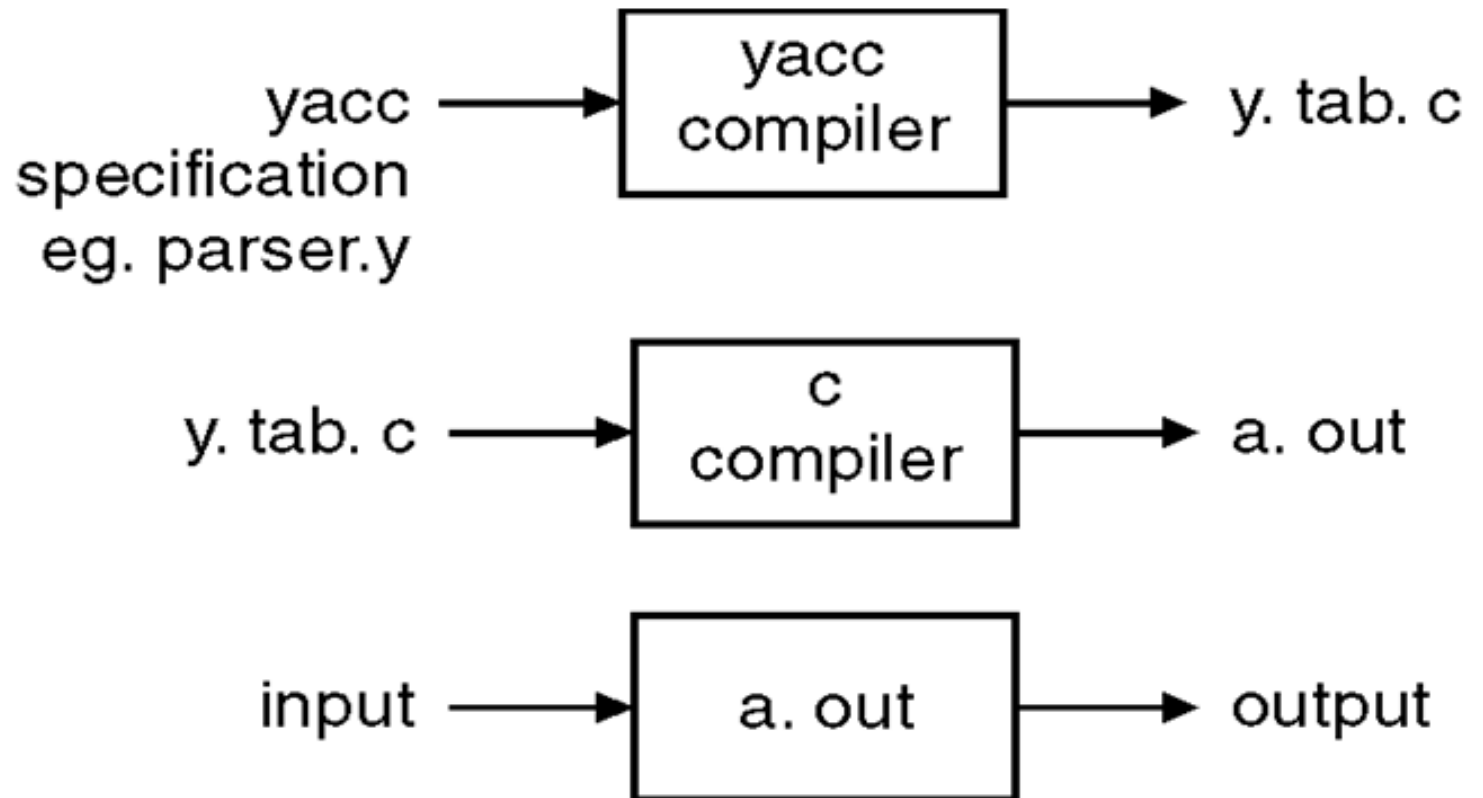 yacc
specification
eg. parser.y
yacc
compiler
y. tab. c
y. tab. c
c
compiler
a. out
input
a. out
output